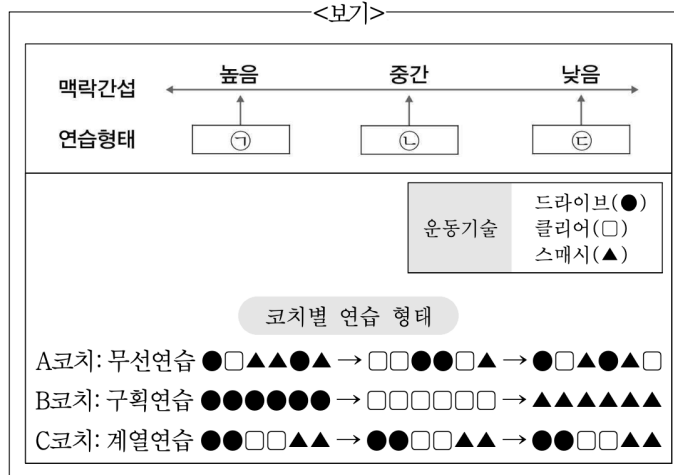 <보기>
맥락간섭 높음 중간 낮음
연습형태 ㉠ ㉡ ㉢
운동기술
드라이브(●)
클리어(▢)
스매시(▲)
코치별 연습 형태
A코치: 무선연습 ●▢▲▲●▲ → ▢▢●●▢▲ → ●▢▲●▲▢
B코치: 구획연습 ●●●●●● → ▢▢▢▢▢▢ → ▲▲▲▲▲▲
C코치: 계열연습 ●●▢▢▲▲ → ●●▢▢▲▲ → ●●▢▢▲▲